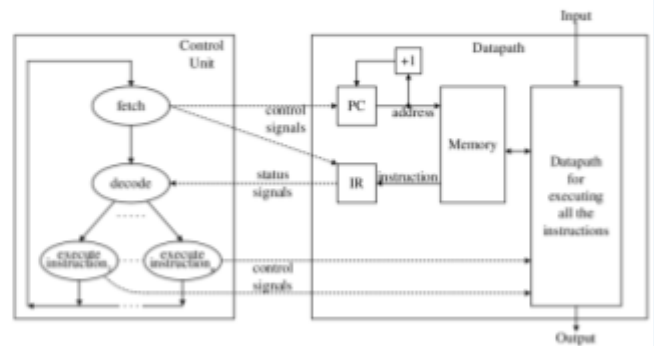 Input
Control
Unit
Datapath
+1
fetch
PC
control
signals
address
Memory
decode
status
signals
IR
instruction
Datapath
for
executing
all the
instructions
execute
instruction
execute
instruction
control
signals
Output